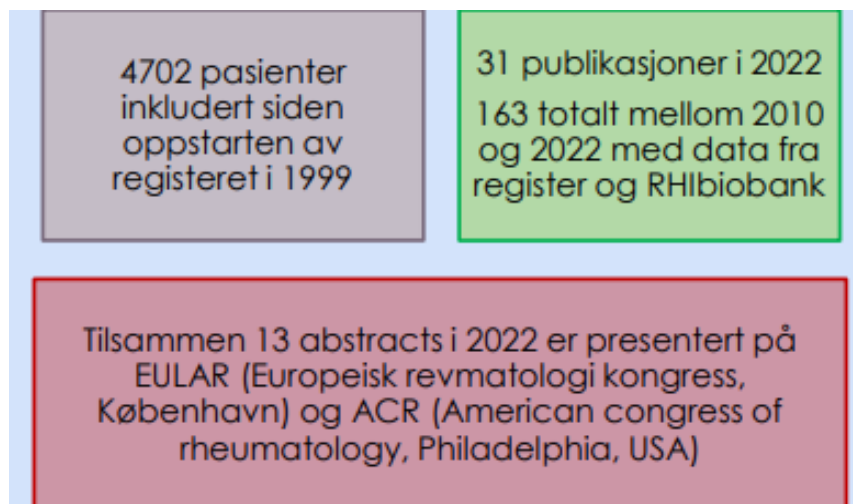 4702 pasienter
inkludert siden
oppstarten av
registeret i 1999
31 publikasjoner i 2022
163 totalt mellom 2010
og 2022 med data fra
register og RHIbiobank
Tilsammen 13 abstracts i 2022 er presentert på
EULAR (Europeisk revmatologi kongress,
København) og ACR (American congress of
rheumatology, Philadelphia, USA)